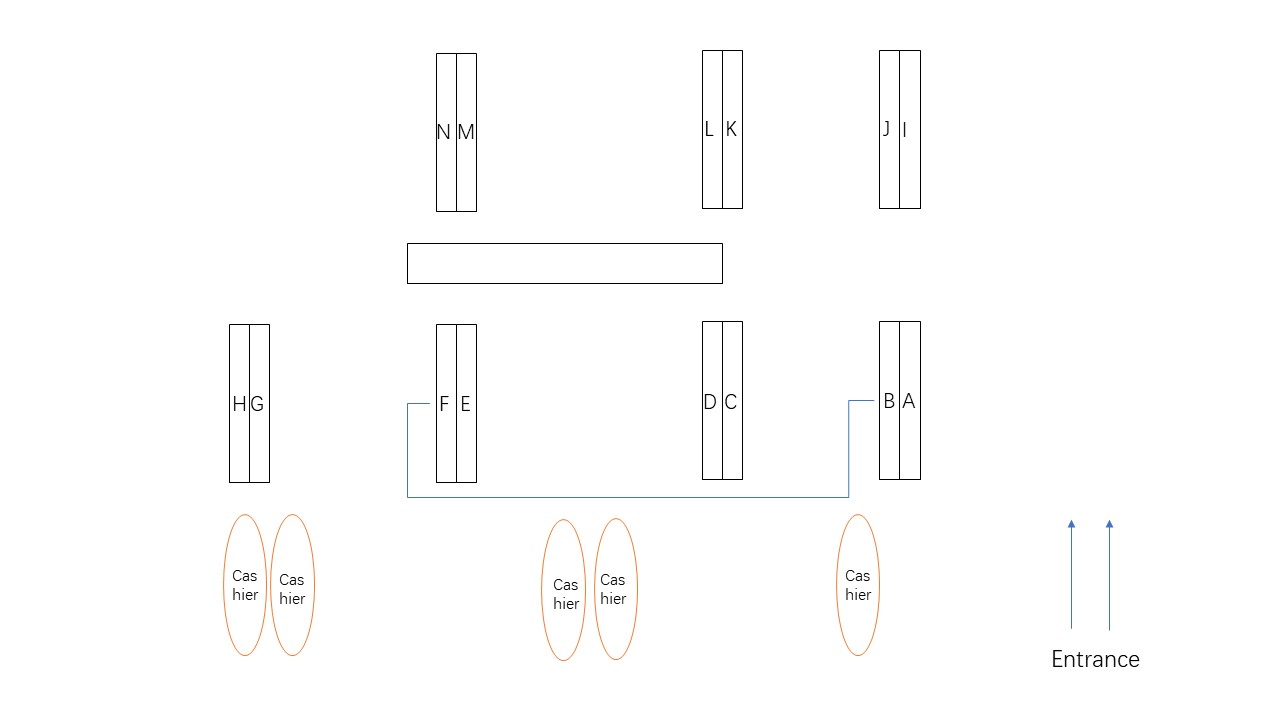 N M
L K
J I
H G
F E
D C
B A
Cas
hier
Cas
hier
Cas
hier
Cas
hier
Cas
hier
Entrance